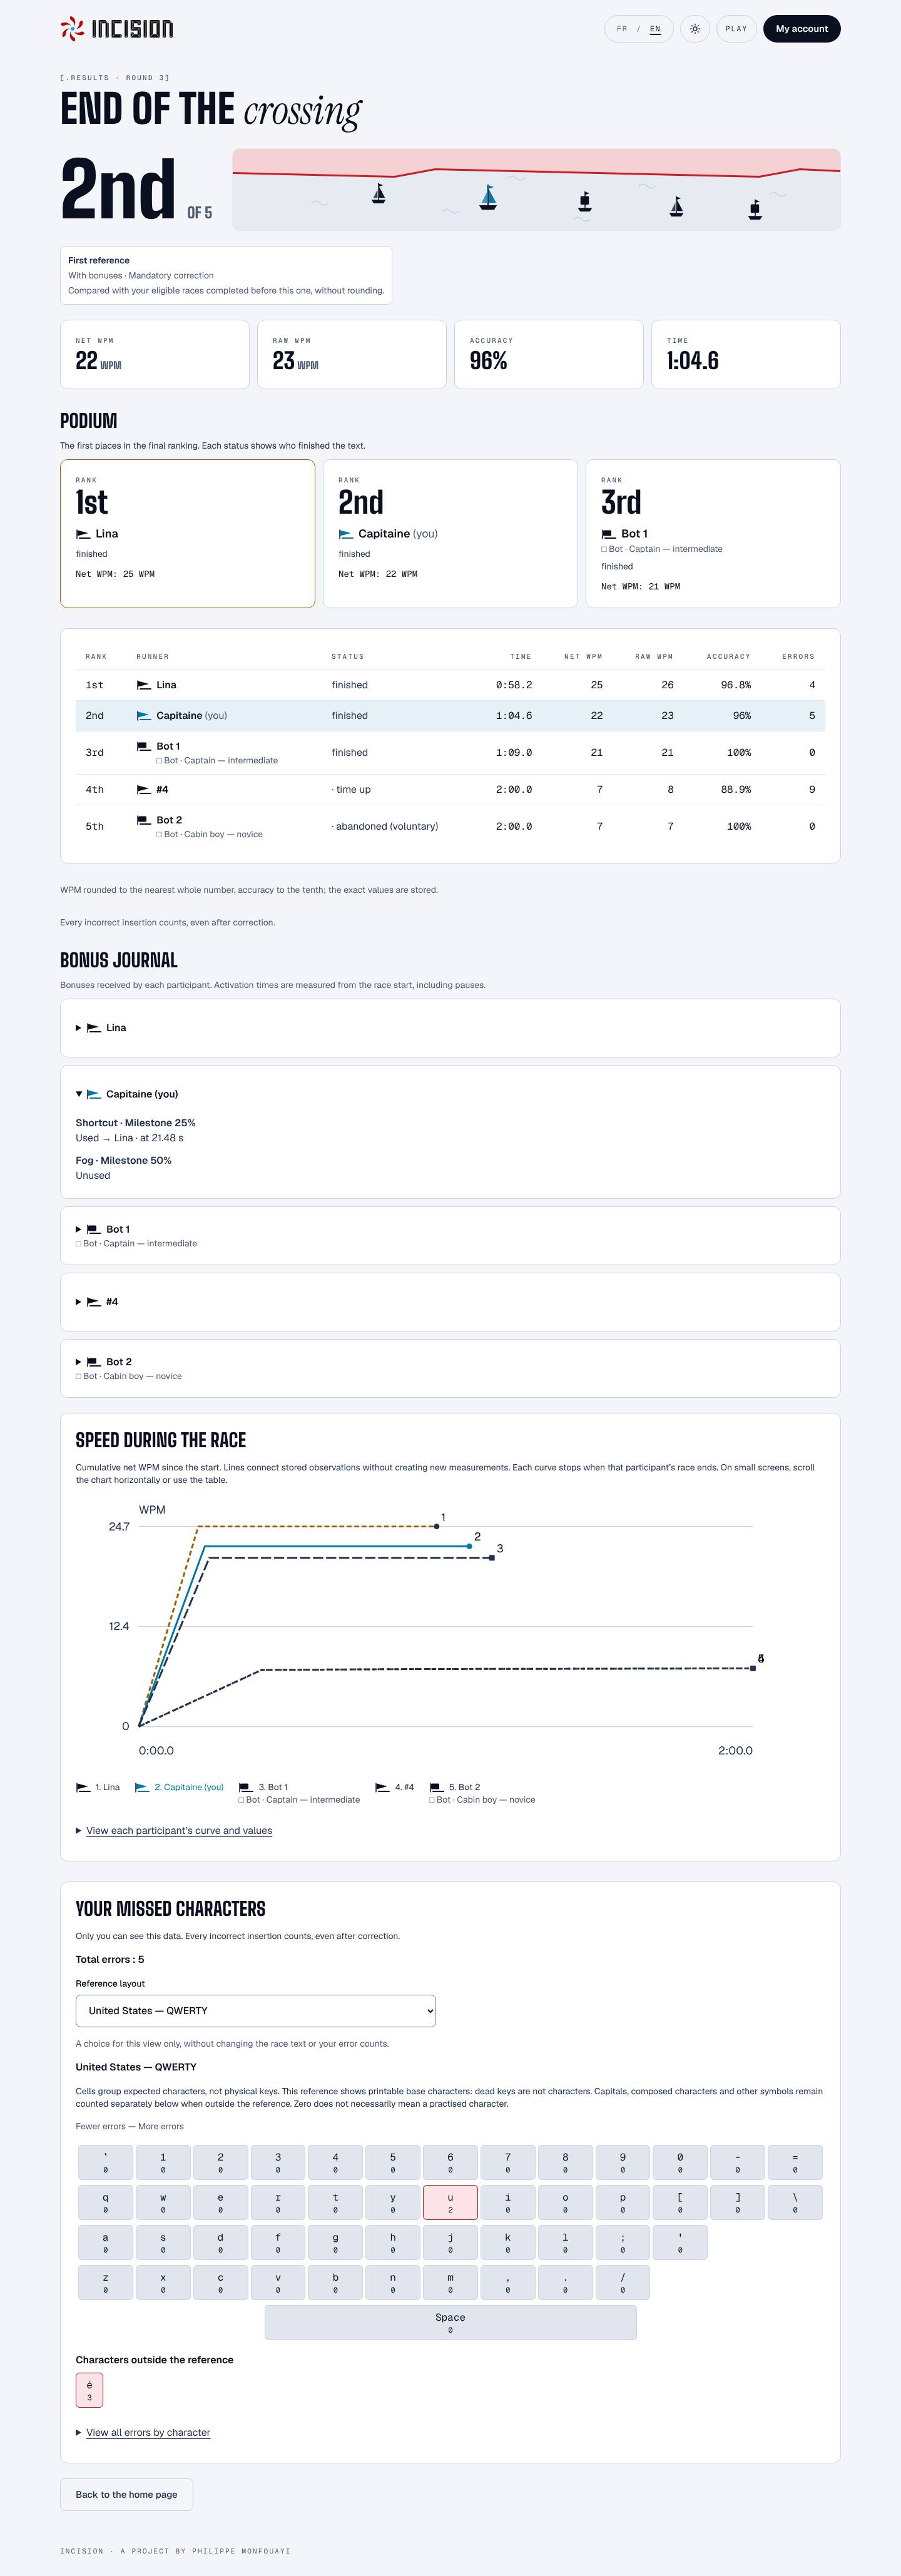 INCISION
FR / EN
PLAY
My account
[.RESULTS · ROUND 3]
END OF THE crossing
2nd OF 5
First reference
With bonuses · Mandatory correction
Compared with your eligible races completed before this one, without rounding.
NET WPM
22 WPM
RAW WPM
23 WPM
ACCURACY
96%
TIME
1:04.6
PODIUM
The first places in the final ranking. Each status shows who finished the text.
RANK
1st
Lina
finished
Net WPM: 25 WPM
RANK
2nd
Capitaine (you)
finished
Net WPM: 22 WPM
RANK
3rd
Bot 1
□ Bot · Captain — intermediate
finished
Net WPM: 21 WPM
RANK RUNNER STATUS TIME NET WPM RAW WPM ACCURACY ERRORS
1st Lina finished 0:58.2 25 26 96.8% 4
2nd Capitaine (you) finished 1:04.6 22 23 96% 5
3rd Bot 1 finished 1:09.0 21 21 100% 0
□ Bot · Captain — intermediate
4th #4 · time up 2:00.0 7 8 88.9% 9
5th Bot 2 · abandoned (voluntary) 2:00.0 7 7 100% 0
□ Bot · Cabin boy — novice
WPM rounded to the nearest whole number, accuracy to the tenth; the exact values are stored.
Every incorrect insertion counts, even after correction.
BONUS JOURNAL
Bonuses received by each participant. Activation times are measured from the race start, including pauses.
Lina
Capitaine (you)
Shortcut · Milestone 25%
Used → Lina · at 21.48 s
Fog · Milestone 50%
Unused
Bot 1
□ Bot · Captain — intermediate
#4
Bot 2
□ Bot · Cabin boy — novice
SPEED DURING THE RACE
Cumulative net WPM since the start. Lines connect stored observations without creating new measurements. Each curve stops when that participant's race ends. On small screens, scroll
the chart horizontally or use the table.
WPM
24.7
12.4
0
1
2
3
0:00.0
2:00.0
1. Lina
2. Capitaine (you)
3. Bot 1
□ Bot · Captain — intermediate
4. #4
5. Bot 2
□ Bot · Cabin boy — novice
View each participant's curve and values
YOUR MISSED CHARACTERS
Only you can see this data. Every incorrect insertion counts, even after correction.
Total errors : 5
Reference layout
United States — QWERTY
A choice for this view only, without changing the race text or your error counts.
United States — QWERTY
Cells group expected characters, not physical keys. This reference shows printable base characters: dead keys are not characters. Capitals, composed characters and other symbols remain
counted separately below when outside the reference. Zero does not necessarily mean a practised character.
Fewer errors — More errors
` 1 2 3 4 5 6 7 8 9 0 - =
0 0 0 0 0 0 0 0 0 0 0 0 0
q w e r t y u i o p [ ] \
0 0 0 0 0 0 2 0 0 0 0 0 0
a s d f g h j k l ; '
0 0 0 0 0 0 0 0 0 0 0
z x c v b n m , . /
0 0 0 0 0 0 0 0 0 0
Space
0
Characters outside the reference
é
3
View all errors by character
Back to the home page
INCISION · A PROJECT BY PHILIPPE MONFOUAYI